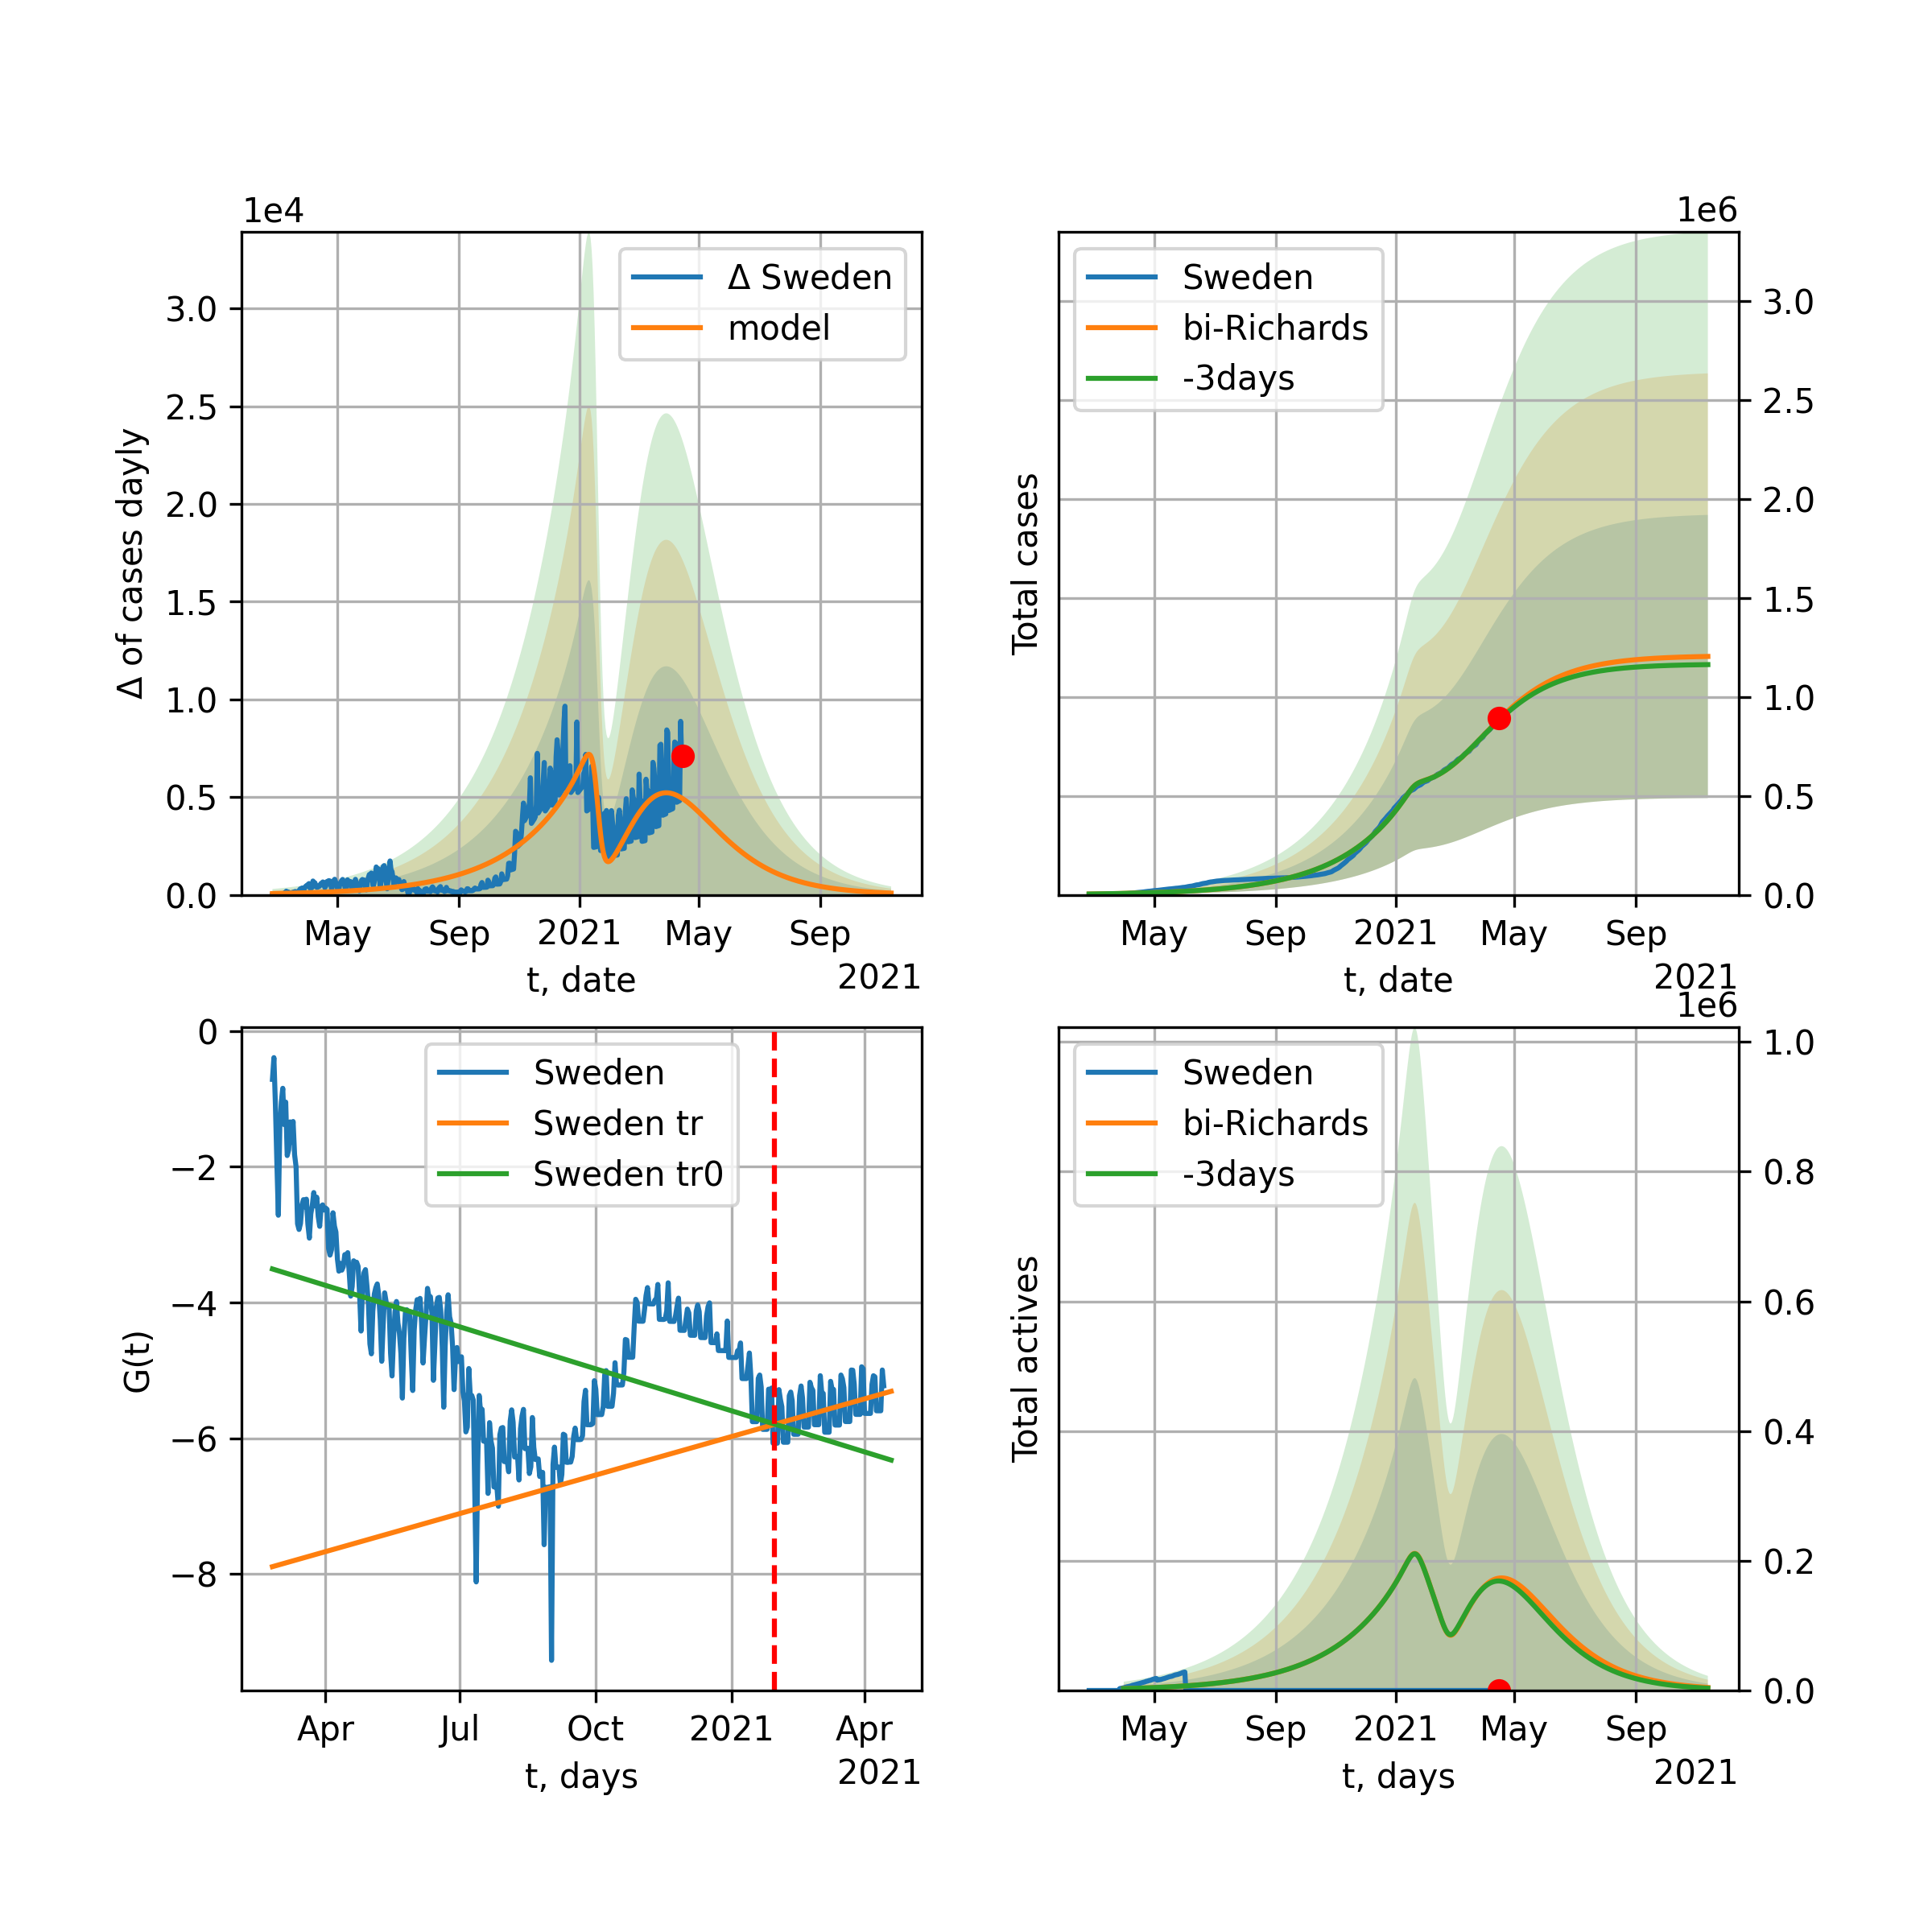 1e4
Δ Sweden
model
3.0
2.5
2.0
1.5
1.0
0.5
0.0
Δ of cases dayly
May Sep 2021 May Sep
t, date
2021
1e6
Sweden
bi-Richards
-3days
3.0
2.5
2.0
1.5
1.0
0.5
0.0
Total cases
May Sep 2021 May Sep
t, date
2021
Sweden
Sweden tr
Sweden tr0
0
−2
−4
−6
−8
G(t)
Apr Jul Oct 2021 Apr
t, days
2021
1e6
Sweden
bi-Richards
-3days
1.0
0.8
0.6
0.4
0.2
0.0
Total actives
May Sep 2021 May Sep
t, days
2021